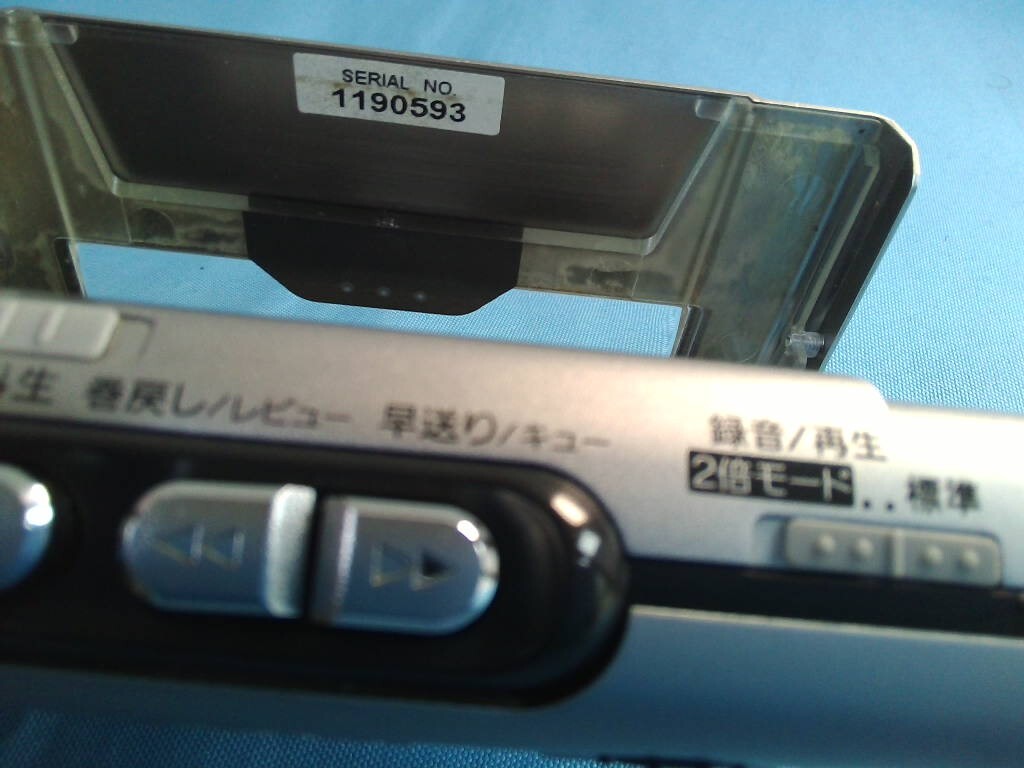 SERIAL NO.
1190593
生 巻戻し/レビュー 早送り/キュー 録音/再生
2倍モード..標準